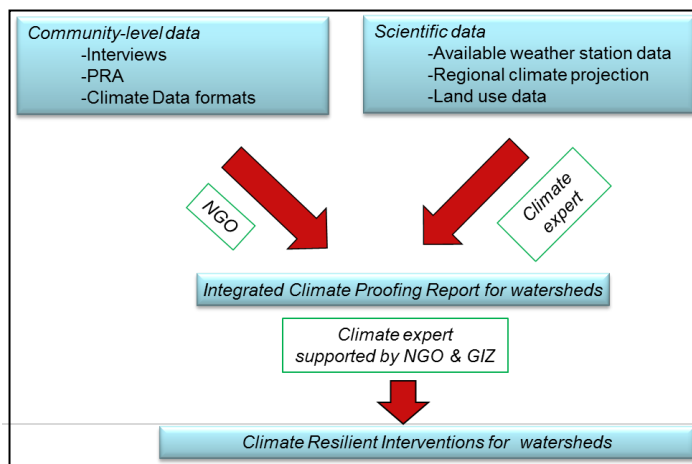 Community-level data
-Interviews
-PRA
-Climate Data formats
Scientific data
-Available weather station data
-Regional climate projection
-Land use data
NGO
Climate
expert
Integrated Climate Proofing Report for watersheds
Climate expert
supported by NGO & GIZ
Climate Resilient Interventions for watersheds